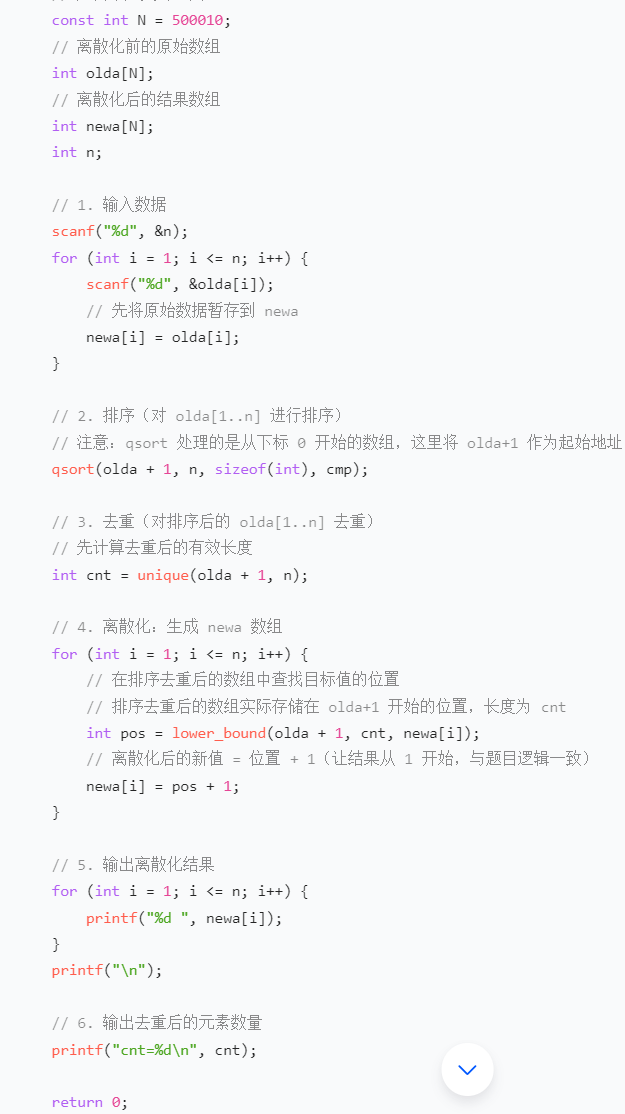 const int N = 500010;
// 离散化前的原始数组
int olda[N];
// 离散化后的结果数组
int newa[N];
int n;
// 1. 输入数据
scanf("%d", &n);
for (int i = 1; i <= n; i++) {
scanf("%d", &olda[i]);
// 先将原始数据暂存到 newa
newa[i] = olda[i];
}
// 2. 排序（对 olda[1..n] 进行排序）
// 注意：qsort 处理的是从下标 0 开始的数组，这里将 olda+1 作为起始地址
qsort(olda + 1, n, sizeof(int), cmp);
// 3. 去重（对排序后的 olda[1..n] 去重）
// 先计算去重后的有效长度
int cnt = unique(olda + 1, n);
// 4. 离散化：生成 newa 数组
for (int i = 1; i <= n; i++) {
// 在排序去重后的数组中查找目标值的位置
// 排序去重后的数组实际存储在 olda+1 开始的位置，长度为 cnt
int pos = lower_bound(olda + 1, cnt, newa[i]);
// 离散化后的新值 = 位置 + 1（让结果从 1 开始，与题目逻辑一致）
newa[i] = pos + 1;
}
// 5. 输出离散化结果
for (int i = 1; i <= n; i++) {
printf("%d ", newa[i]);
}
printf("\n");
// 6. 输出去重后的元素数量
printf("cnt=%d\n", cnt);
return 0;